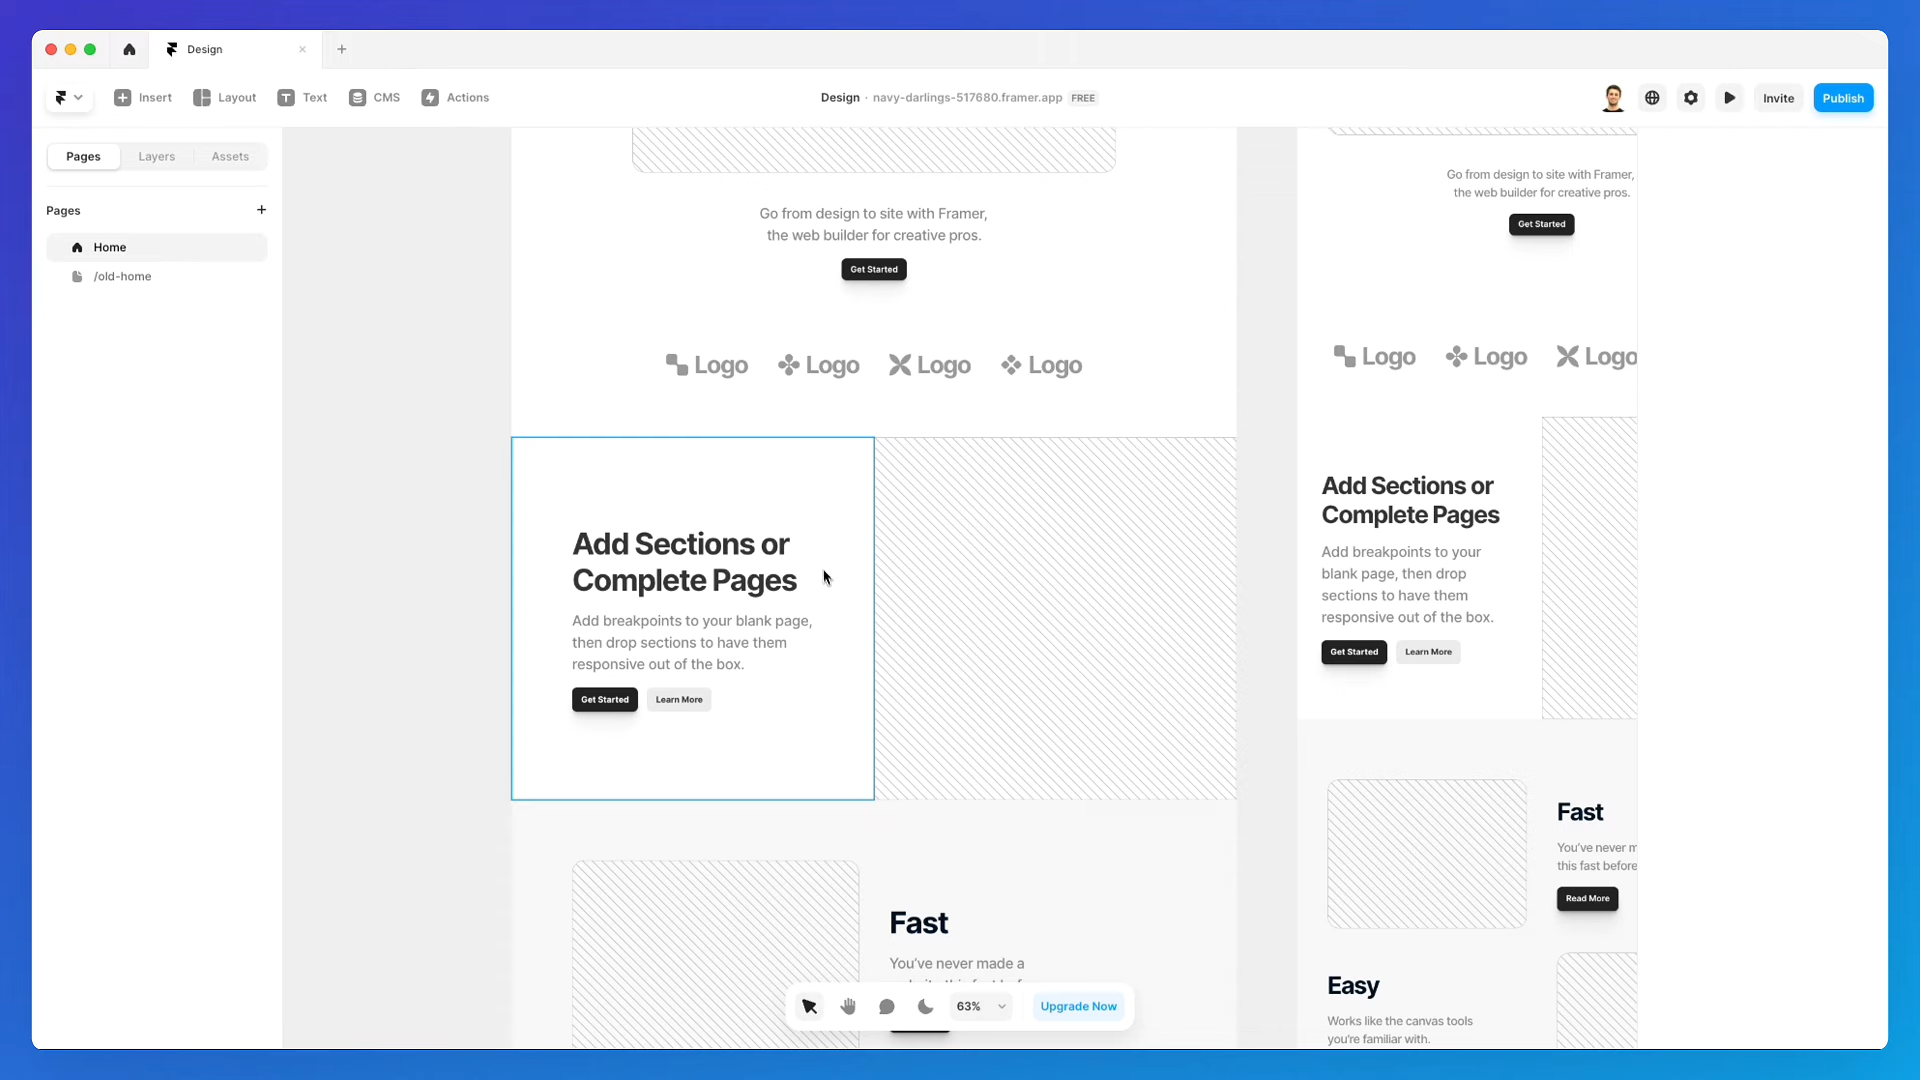 Design
Insert
Layout
Text
CMS
Actions
Design · navy-darlings-517680.framer.app FREE
Invite
Publish
Pages
Layers
Assets
Pages
Home
/old-home
Go from design to site with Framer,
the web builder for creative pros.
Get Started
Logo
Logo
Logo
Logo
Add Sections or
Complete Pages
Add breakpoints to your blank page,
then drop sections to have them
responsive out of the box.
Get Started
Learn More
Fast
You've never made a
Go from design to site with Framer,
the web builder for creative pros.
Get Started
Logo
Logo
Logo
Add Sections or
Complete Pages
Add breakpoints to your
blank page, then drop
sections to have them
responsive out of the box.
Get Started
Learn More
Fast
You've never m
this fast before
Read More
Easy
Works like the canvas tools
you're familiar with.
63%
Upgrade Now